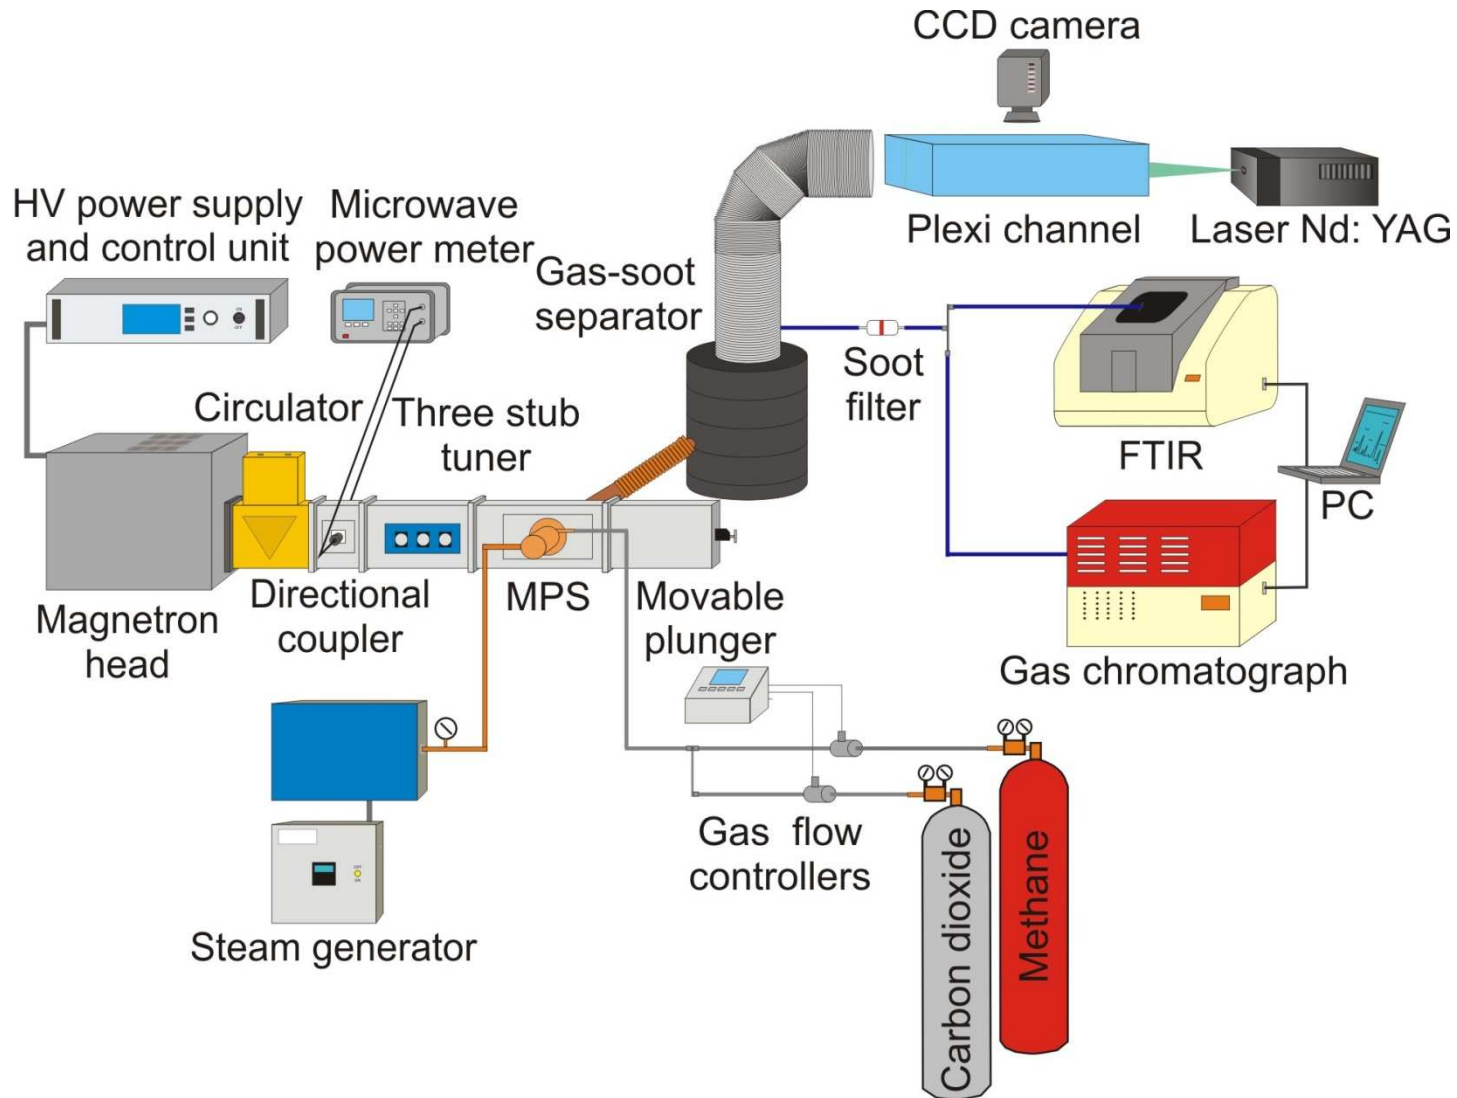 CCD camera
HV power supply
and control unit
Microwave
power meter
Gas-soot
separator
Plexi channel
Laser Nd: YAG
Soot
filter
FTIR
PC
Circulator
Three stub
tuner
Magnetron
head
Directional
coupler
MPS
Movable
plunger
Gas chromatograph
Steam generator
Gas flow
controllers
Carbon dioxide
Methane